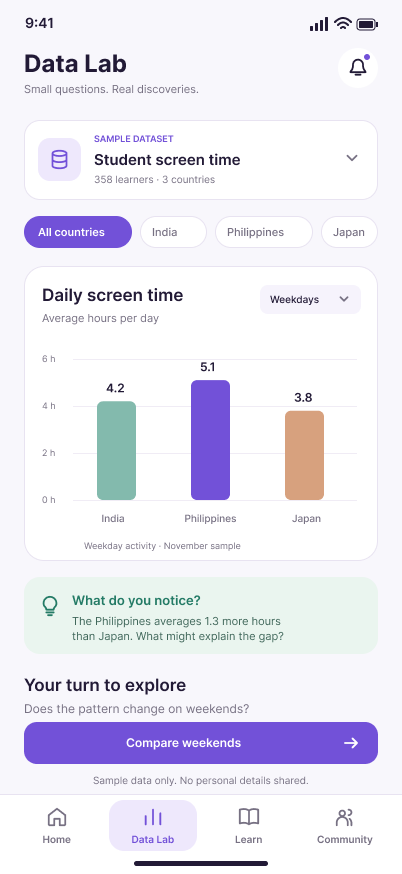 9:41
Data Lab
Small questions. Real discoveries.
SAMPLE DATASET
Student screen time
358 learners · 3 countries
All countries
India
Philippines
Japan
Daily screen time
Weekdays
Average hours per day
6 h
4 h
2 h
0 h
4.2
5.1
3.8
India
Philippines
Japan
Weekday activity · November sample
What do you notice?
The Philippines averages 1.3 more hours
than Japan. What might explain the gap?
Your turn to explore
Does the pattern change on weekends?
Compare weekends
Sample data only. No personal details shared.
Home
Data Lab
Learn
Community